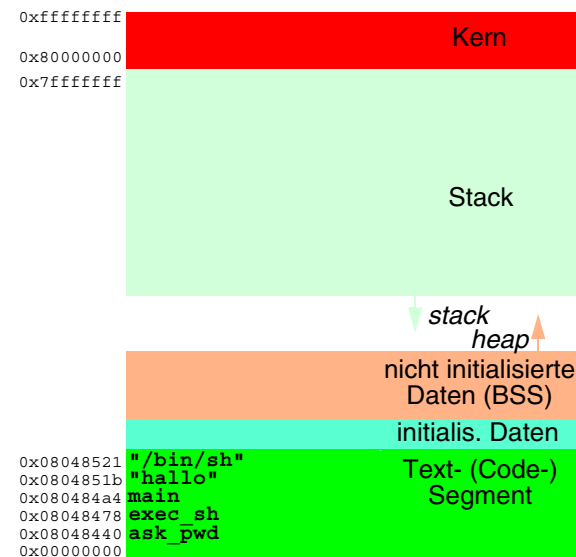 0xffffffff
Kern
0x80000000
0x7fffffff
Stack
stack
heap
nicht initialisierte
Daten (BSS)
initialis. Daten
0x08048521 "/bin/sh"
Text- (Code-)
0x0804851b "hallo"
Segment
0x080484a4 main
0x08048478 exec_sh
0x08048440 ask_pwd
0x00000000